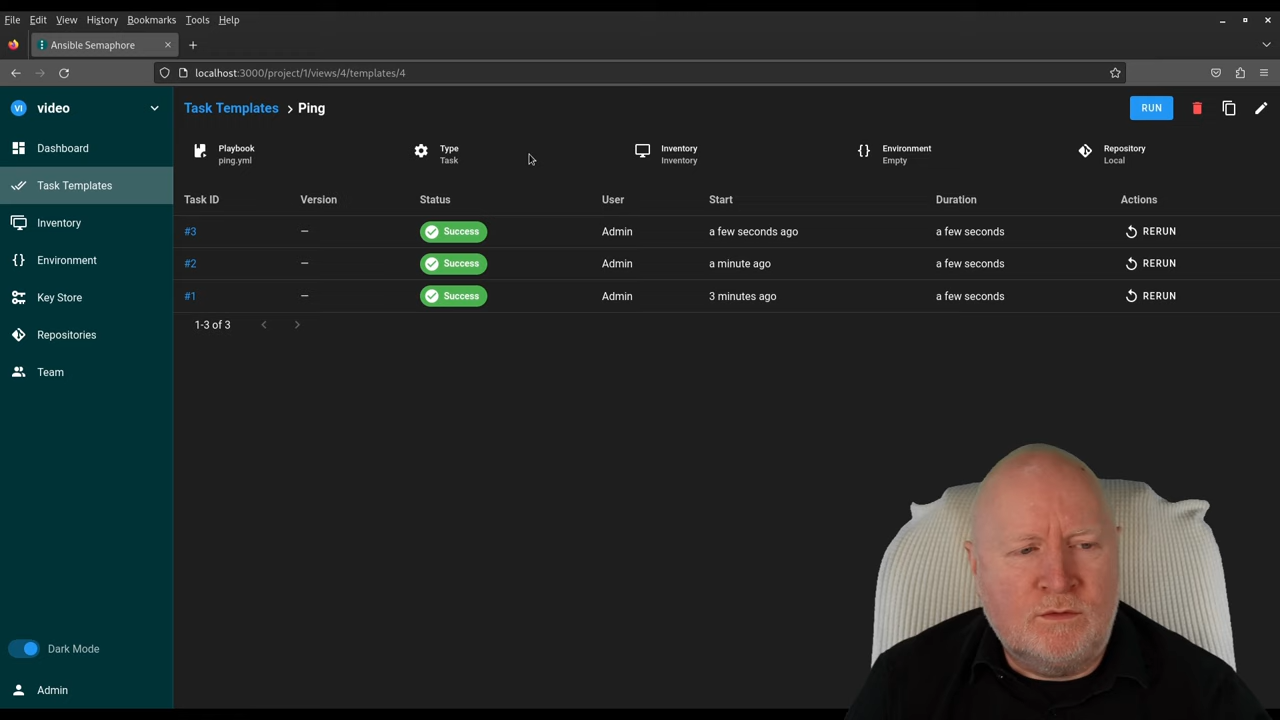 File Edit View History Bookmarks Tools Help
Ansible Semaphore
localhost:3000/project/1/views/4/templates/4
VI video
Task Templates > Ping
RUN
Dashboard
Task Templates
Inventory
Environment
Key Store
Repositories
Team
Dark Mode
Admin
Playbook
ping.yml
Type
Task
Inventory
Inventory
Environment
Empty
Repository
Local
Task ID Version Status User Start Duration Actions
#3 — Success Admin a few seconds ago a few seconds RERUN
#2 — Success Admin a minute ago a few seconds RERUN
#1 — Success Admin 3 minutes ago a few seconds RERUN
1-3 of 3